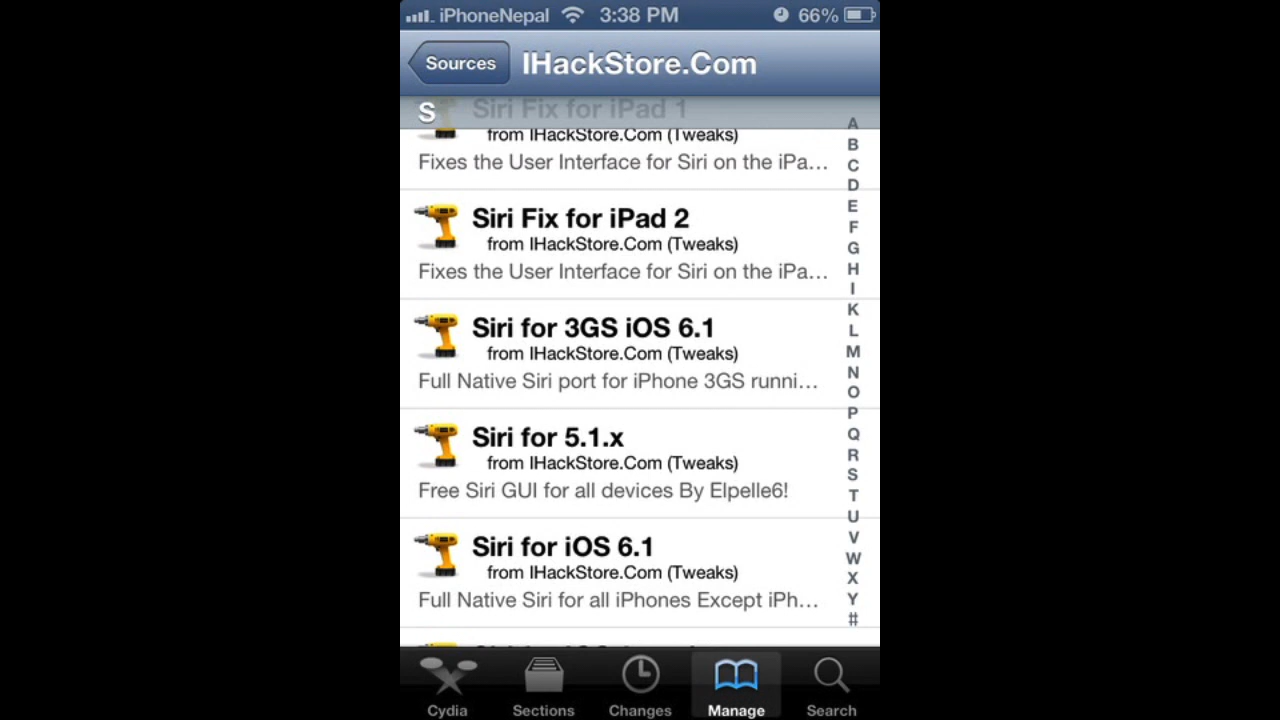 iPhoneNepal 3:38 PM 66%
Sources IHackStore.Com
S Siri Fix for iPad 1
from IHackStore.Com (Tweaks)
Fixes the User Interface for Siri on the iPa…
Siri Fix for iPad 2
from IHackStore.Com (Tweaks)
Fixes the User Interface for Siri on the iPa…
Siri for 3GS iOS 6.1
from IHackStore.Com (Tweaks)
Full Native Siri port for iPhone 3GS runni…
Siri for 5.1.x
from IHackStore.Com (Tweaks)
Free Siri GUI for all devices By Elpelle6!
Siri for iOS 6.1
from IHackStore.Com (Tweaks)
Full Native Siri for all iPhones Except iPh…
A
B
C
D
E
F
G
H
I
K
L
M
N
O
P
Q
R
S
T
U
V
W
X
Y
#
Cydia Sections Changes Manage Search